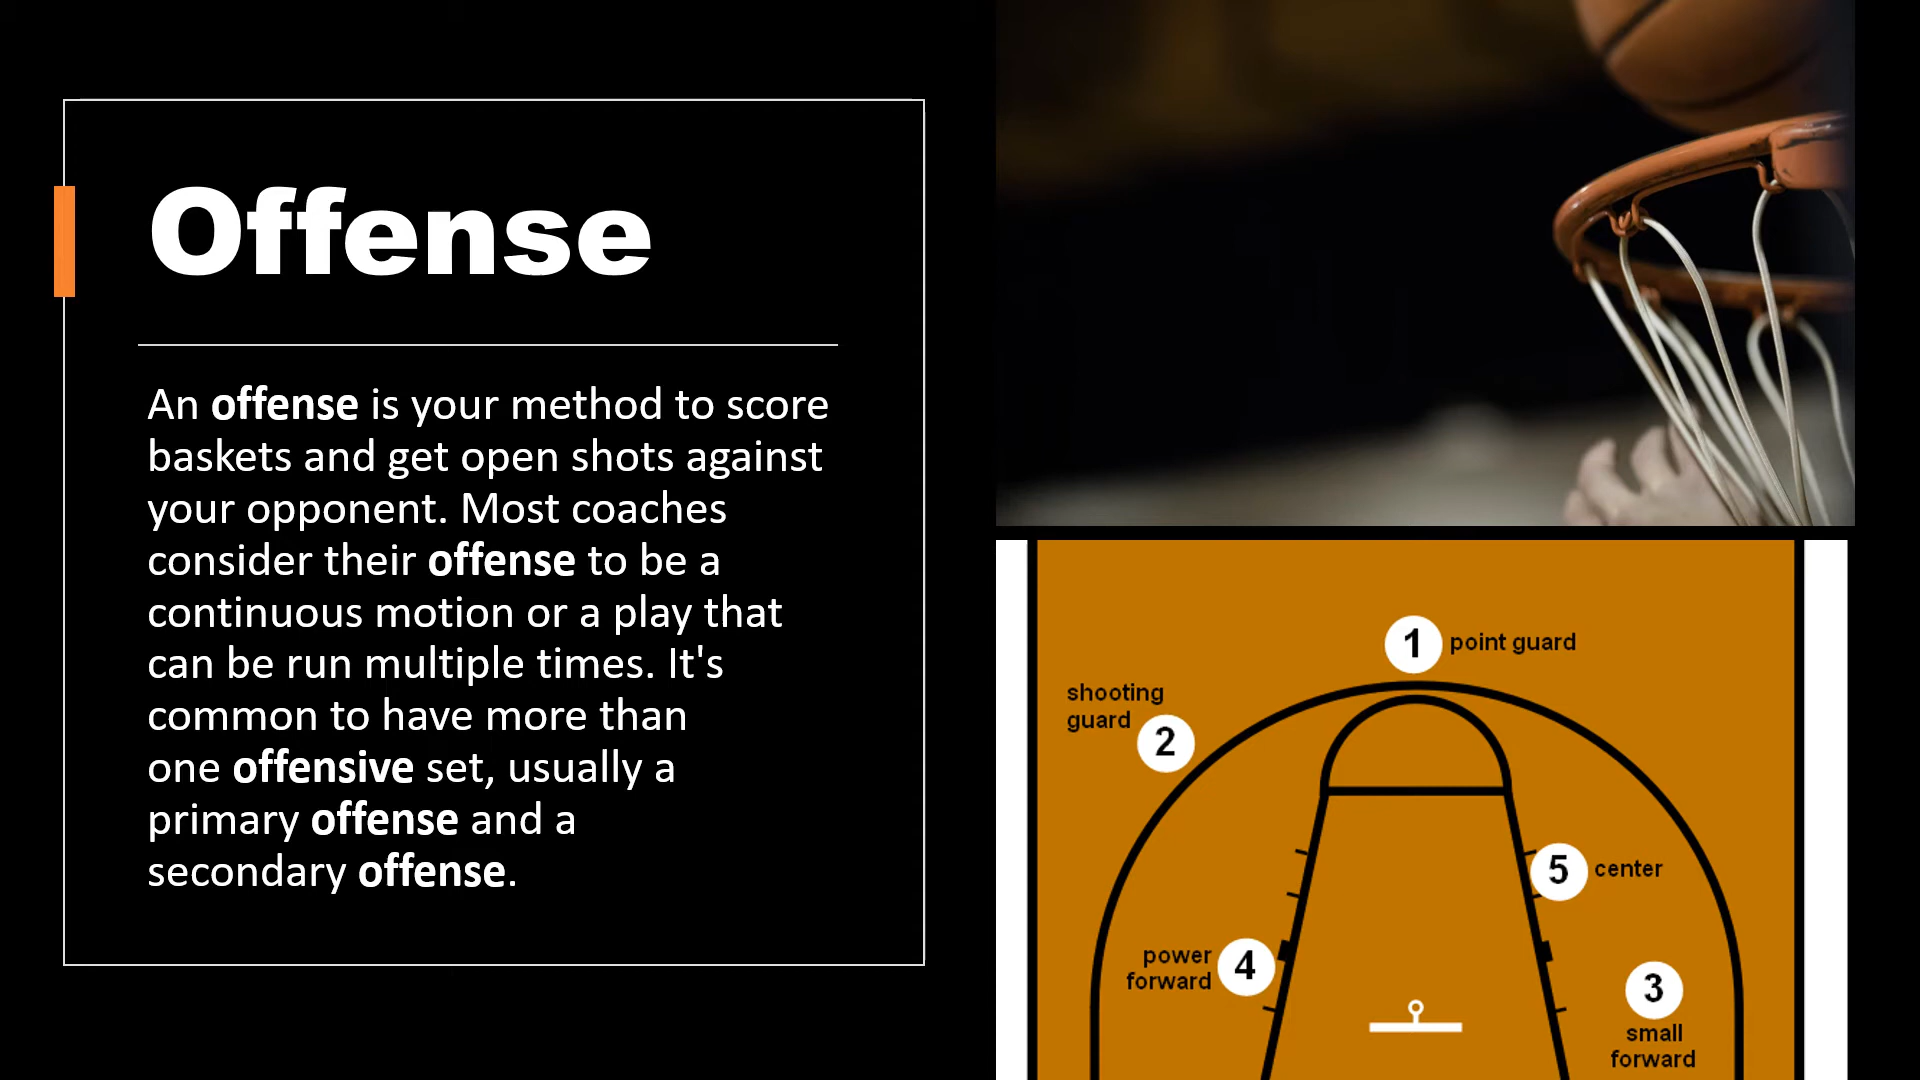 Offense
An offense is your method to score
baskets and get open shots against
your opponent. Most coaches
consider their offense to be a
continuous motion or a play that
can be run multiple times. It's
common to have more than
one offensive set, usually a
primary offense and a
secondary offense.
1 point guard
shooting
guard
2
5 center
power
forward
4
3
small
forward